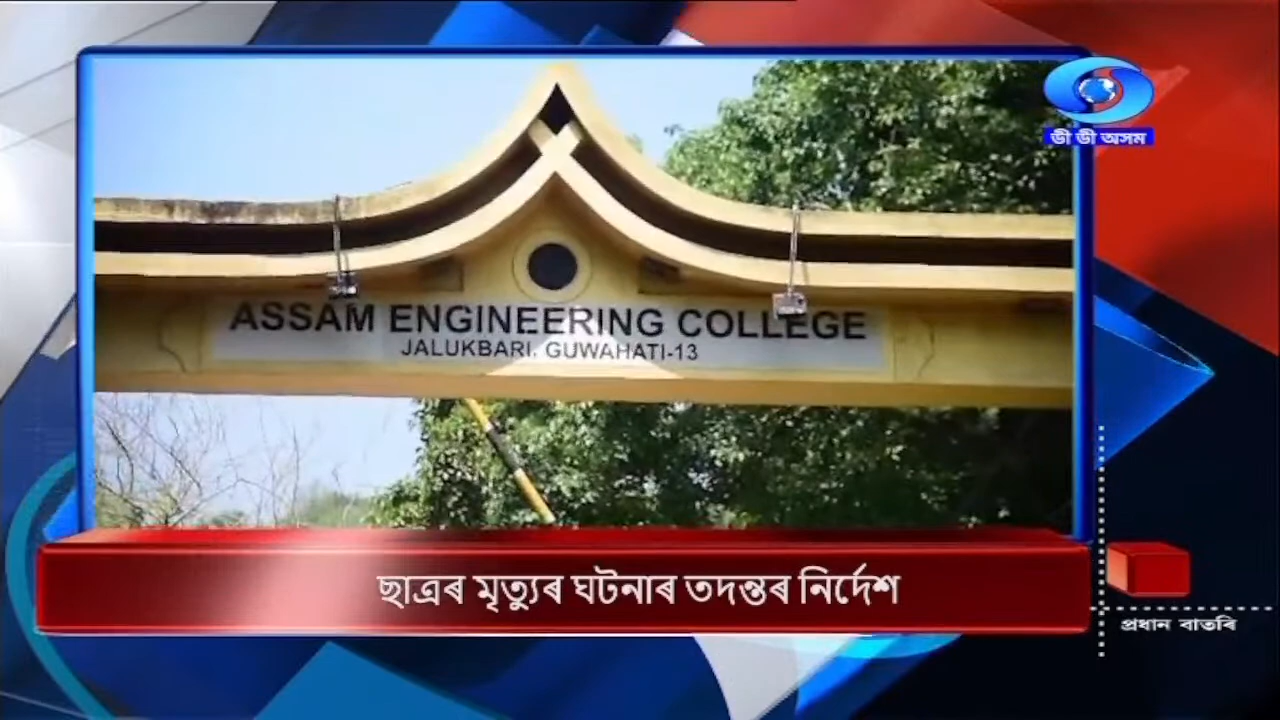 ডী ডী অসম
ASSAM ENGINEERING COLLEGE
JALUKBARI, GUWAHATI-13
ছাত্ৰৰ মৃত্যুৰ ঘটনাৰ তদন্তৰ নিৰ্দেশ
প্ৰধান বাতৰি